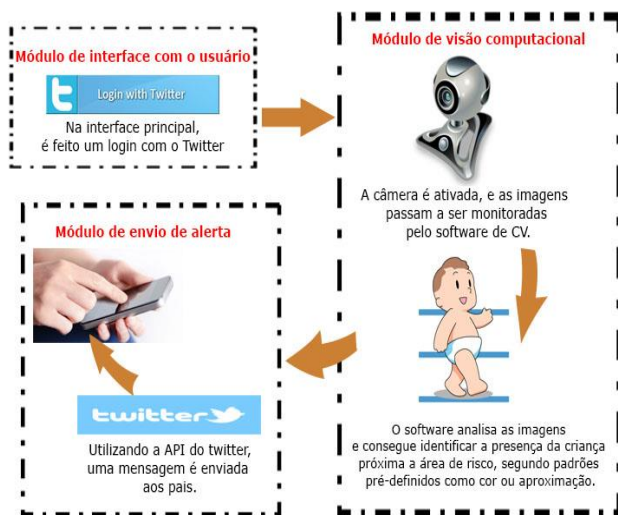 Módulo de interface com o usuário
t Login with Twitter
Na interface principal,
é feito um login com o Twitter
Módulo de visão computacional
A câmera é ativada, e as imagens
passam a ser monitoradas
pelo software de CV.
O software analisa as imagens
e consegue identificar a presença da criança
próxima a área de risco, segundo padrões
pré-definidos como cor ou aproximação.
Módulo de envio de alerta
twitter
Utilizando a API do twitter,
uma mensagem é enviada
aos pais.